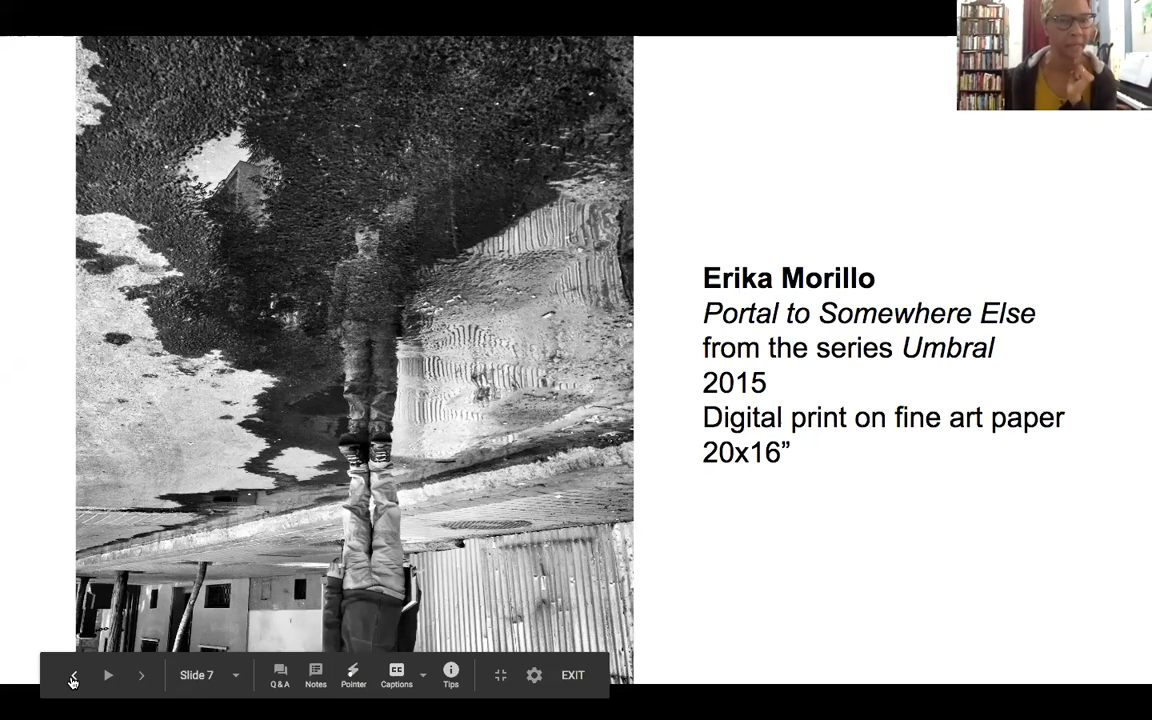 Erika Morillo
Portal to Somewhere Else
from the series Umbral
2015
Digital print on fine art paper
20x16”
Slide 7
Q & A
Notes
Pointer
Captions
Tips
EXIT